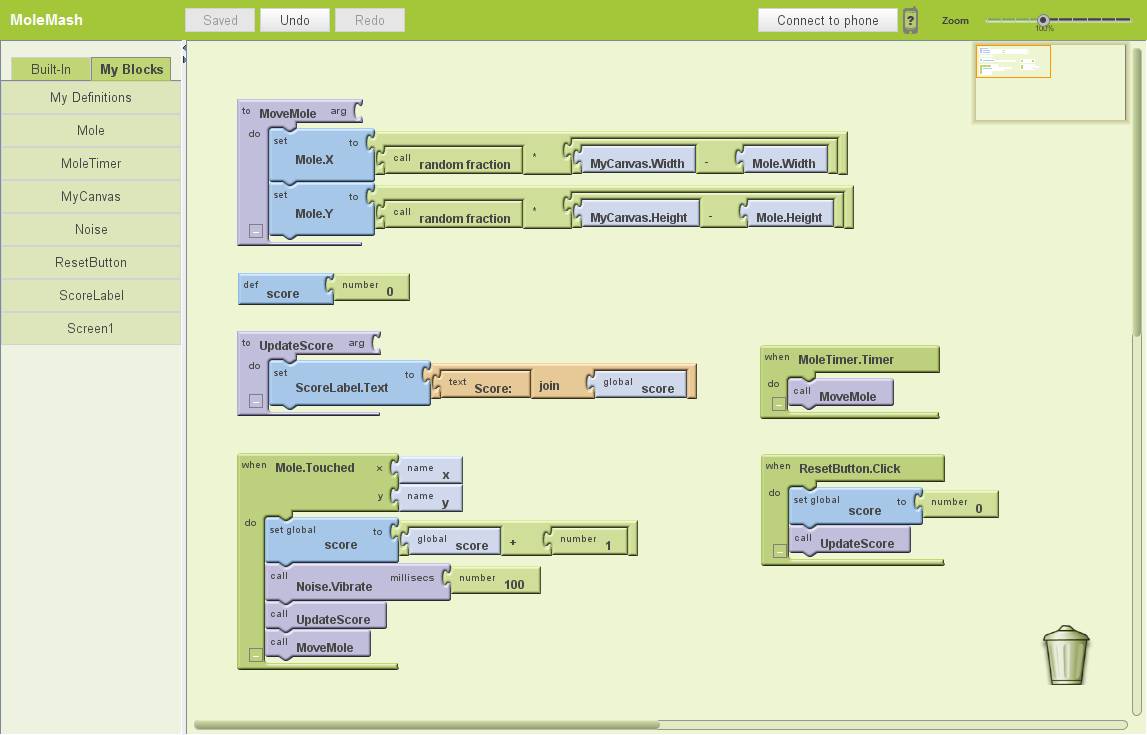 MoleMash Saved Undo Redo Connect to phone Zoom
100%
Built-In My Blocks
My Definitions
Mole
MoleTimer
MyCanvas
Noise
ResetButton
ScoreLabel
Screen1
to MoveMole arg
do set Mole.X to call random fraction * MyCanvas.Width - Mole.Width
set Mole.Y to call random fraction * MyCanvas.Height - Mole.Height
def score number 0
to UpdateScore arg
do set ScoreLabel.Text to text Score: join global score
when MoleTimer.Timer
do call MoveMole
when Mole.Touched x name x
y name y
do set global score to global score + number 1
call Noise.Vibrate millisecs number 100
call UpdateScore
call MoveMole
when ResetButton.Click
do set global score to number 0
call UpdateScore